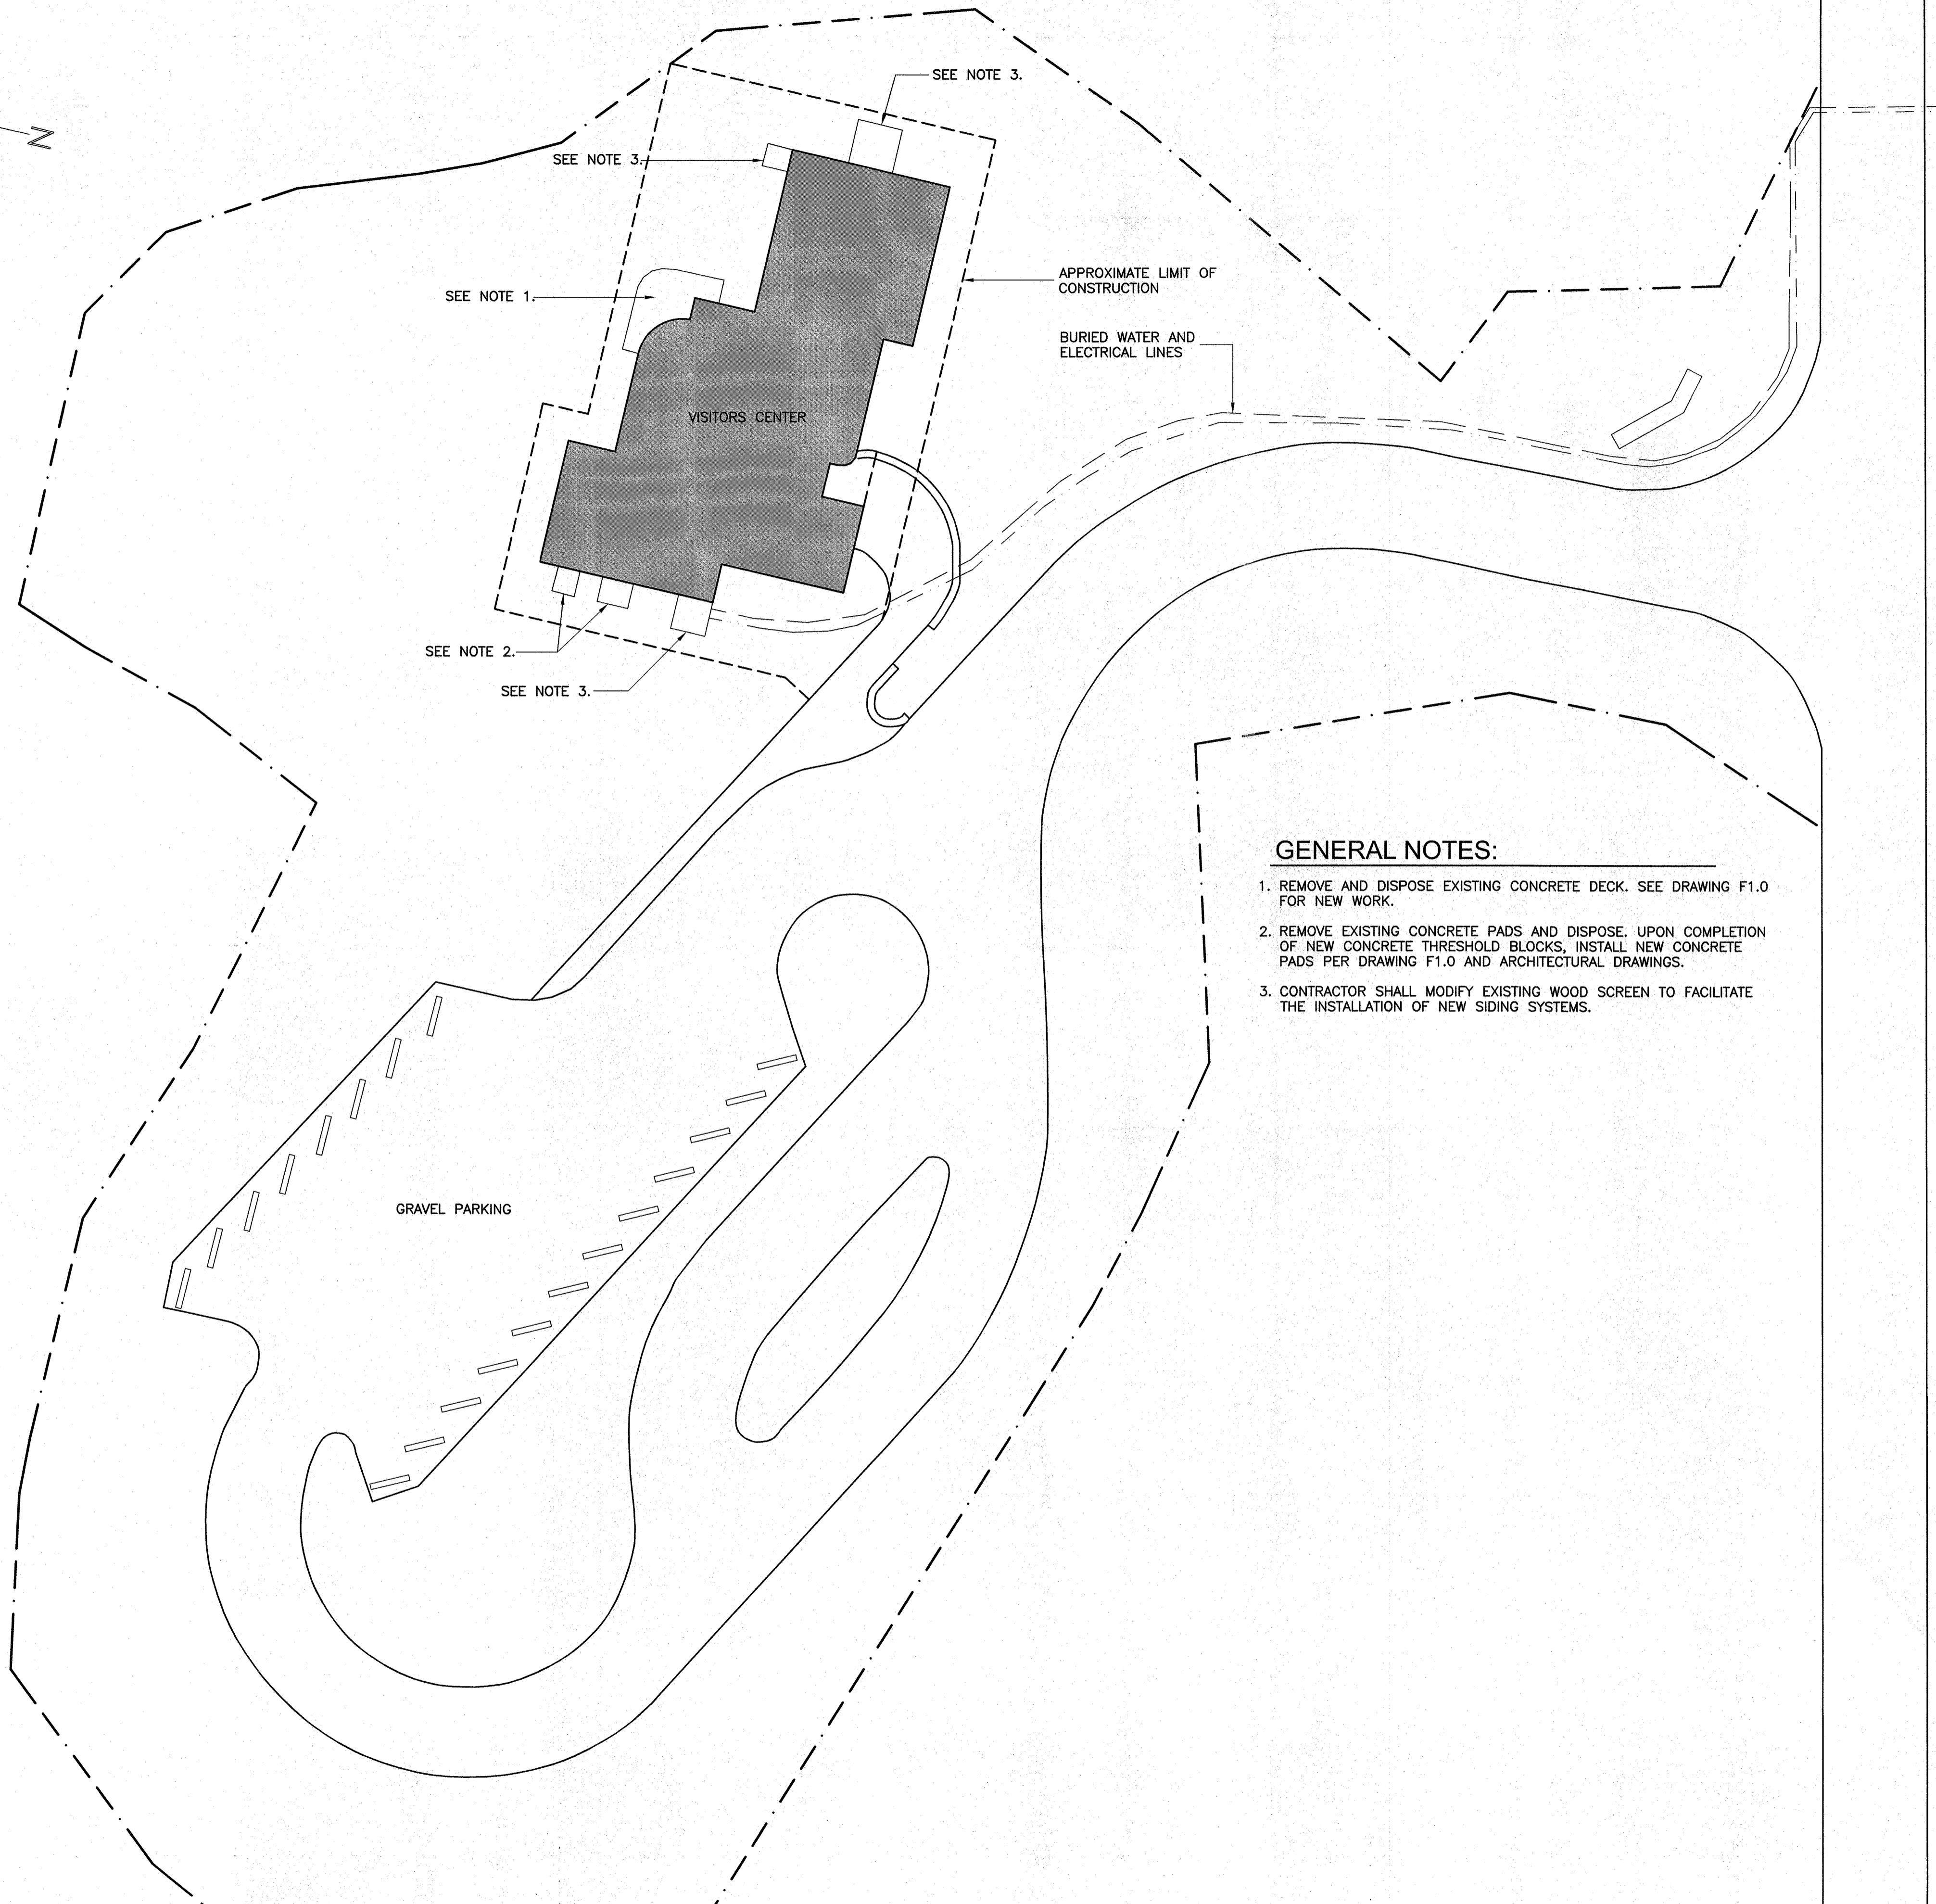 SEE NOTE 3.
N
SEE NOTE 3.
APPROXIMATE LIMIT OF
CONSTRUCTION
SEE NOTE 1.
BURIED WATER AND
ELECTRICAL LINES
VISITORS CENTER
SEE NOTE 2.
SEE NOTE 3.
GENERAL NOTES:
1. REMOVE AND DISPOSE EXISTING CONCRETE DECK. SEE DRAWING F1.0
FOR NEW WORK.
2. REMOVE EXISTING CONCRETE PADS AND DISPOSE. UPON COMPLETION
OF NEW CONCRETE THRESHOLD BLOCKS, INSTALL NEW CONCRETE
PADS PER DRAWING F1.0 AND ARCHITECTURAL DRAWINGS.
3. CONTRACTOR SHALL MODIFY EXISTING WOOD SCREEN TO FACILITATE
THE INSTALLATION OF NEW SIDING SYSTEMS.
GRAVEL PARKING